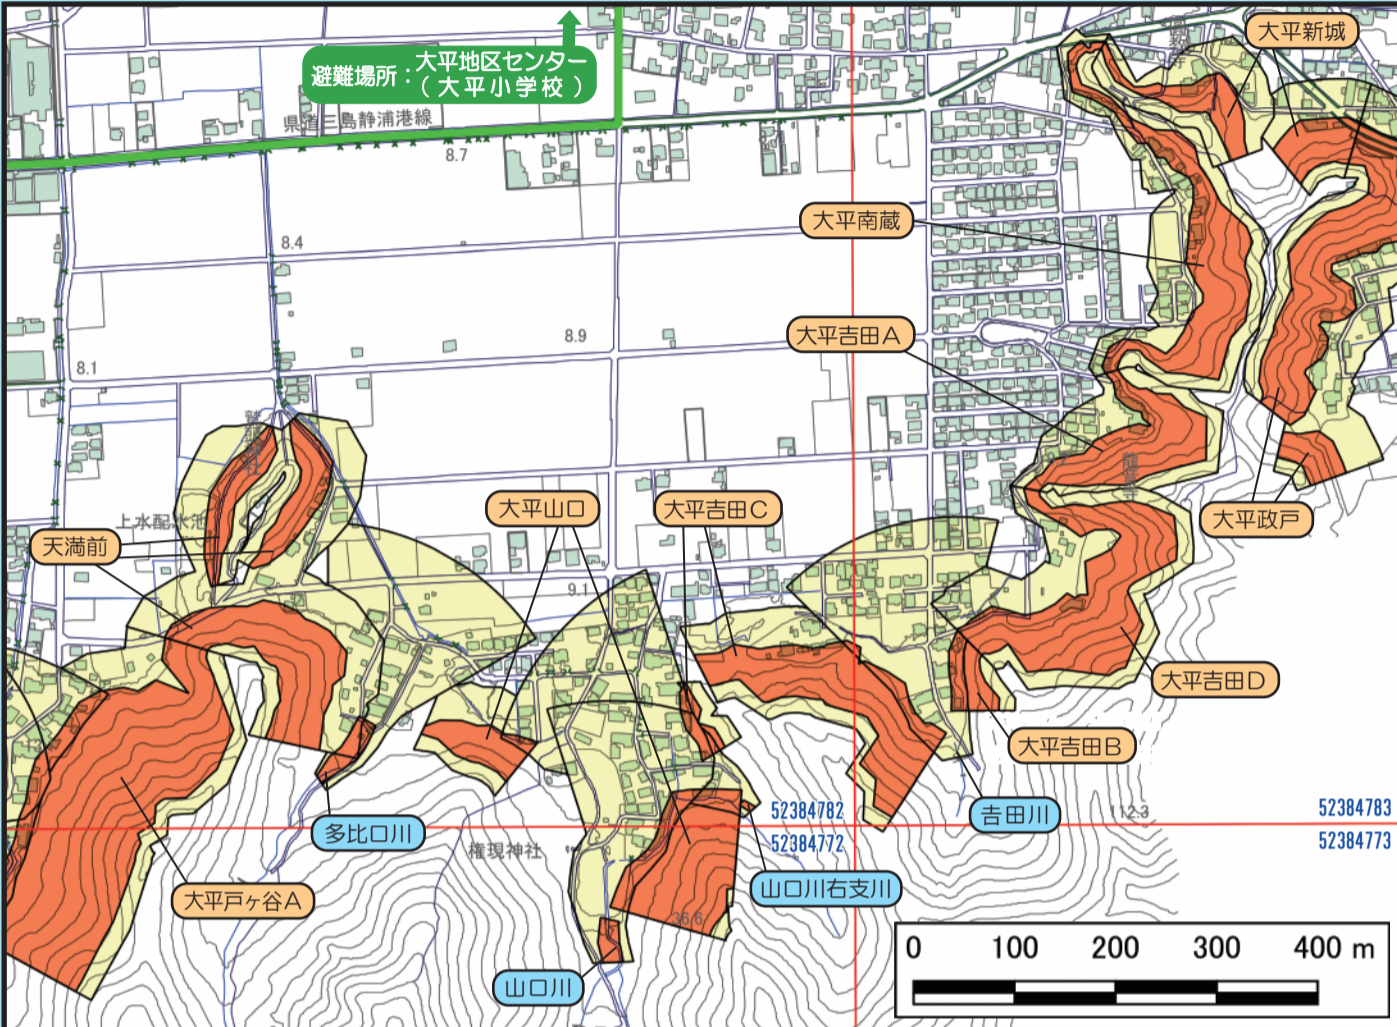 大平新城
避難場所：大平地区センター
（大平小学校）
県道三島静浦港線
8.7
大平南蔵
8.4
大平吉田A
8.9
8.1
上水配水池
天満前
大平山口
大平吉田C
大平政戸
9.1
大平吉田D
大平吉田B
吉田川
112.3
52384782
52384783
52384772
52384773
多比口川
権現神社
大平戸ヶ谷A
山口川右支川
36.6
山口川
0 100 200 300 400 m